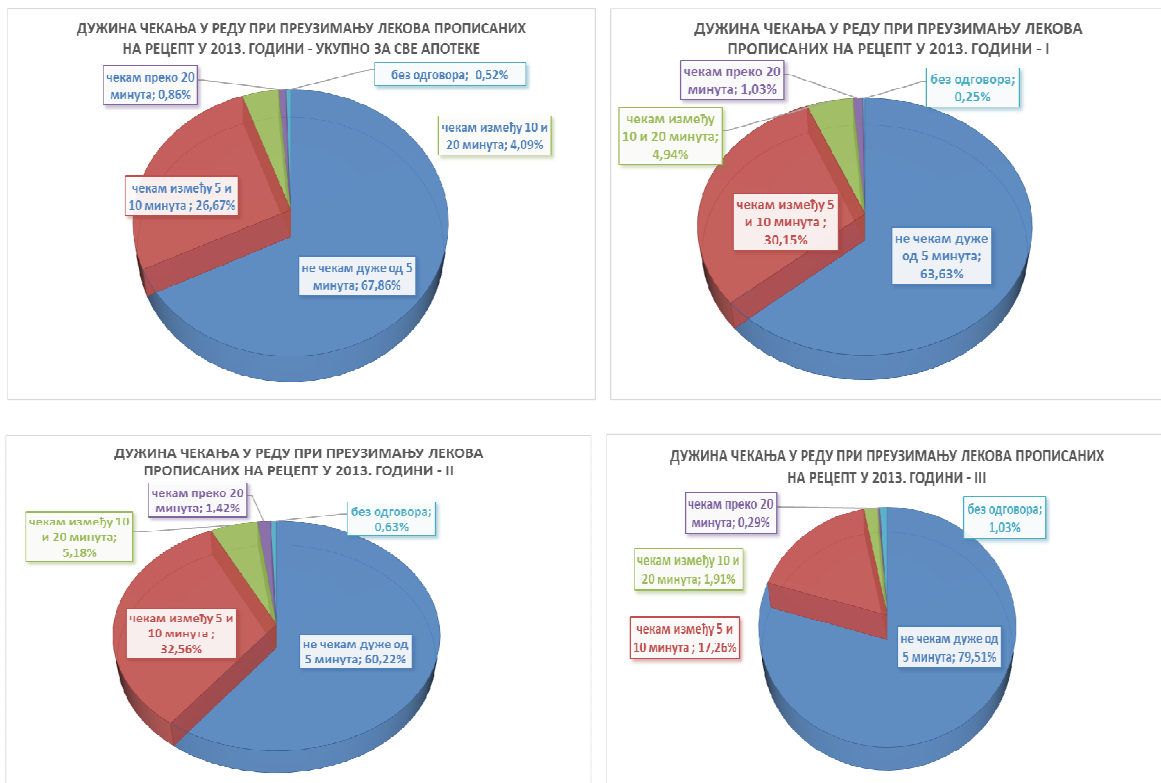 ДУЖИНА ЧЕКАЊА У РЕДУ ПРИ ПРЕУЗИМАЊУ ЛЕКОВА ПРОПИСАНИХ
НА РЕЦЕПТ У 2013. ГОДИНИ - УКУПНО ЗА СВЕ АПОТЕКЕ
чекам преко 20
минута; 0,86%
без одговора; 0,52%
чекам између 10 и
20 минута; 4,09%
чекам између 5 и
10 минута ; 26,67%
не чекам дуже од 5
минута; 67,86%
ДУЖИНА ЧЕКАЊА У РЕДУ ПРИ ПРЕУЗИМАЊУ ЛЕКОВА
ПРОПИСАНИХ НА РЕЦЕПТ У 2013. ГОДИНИ - I
чекам преко 20
минута; 1,03%
без одговора;
0,25%
чекам између
10 и 20 минута;
4,94%
чекам између 5
и 10 минута ;
30,15%
не чекам дуже
од 5 минута;
63,63%
ДУЖИНА ЧЕКАЊА У РЕДУ ПРИ ПРЕУЗИМАЊУ ЛЕКОВА
ПРОПИСАНИХ НА РЕЦЕПТ У 2013. ГОДИНИ - II
чекам преко 20
минута; 1,42%
без одговора;
0,63%
чекам између 10
и 20 минута;
5,18%
чекам између 5 и
10 минута ;
32,56%
не чекам дуже од
5 минута; 60,22%
ДУЖИНА ЧЕКАЊА У РЕДУ ПРИ ПРЕУЗИМАЊУ ЛЕКОВА ПРОПИСАНИХ
НА РЕЦЕПТ У 2013. ГОДИНИ - III
чекам преко 20
минута; 0,29%
без одговора;
1,03%
чекам између 10 и
20 минута; 1,91%
чекам између 5 и
10 минута ; 17,26%
не чекам дуже од
5 минута; 79,51%